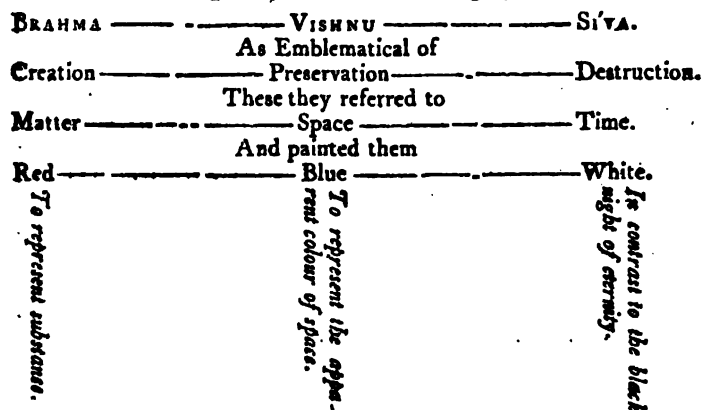 BRAHMA — VISHNU — SI'VA.
As Emblematical of
Creation — Preservation — Destruction.
These they referred to
Matter — Space — Time.
And painted them
Red — Blue — White.
To represent substance.
To represent the appa-
rent colour of space.
In contrast to the black
night of eternity.